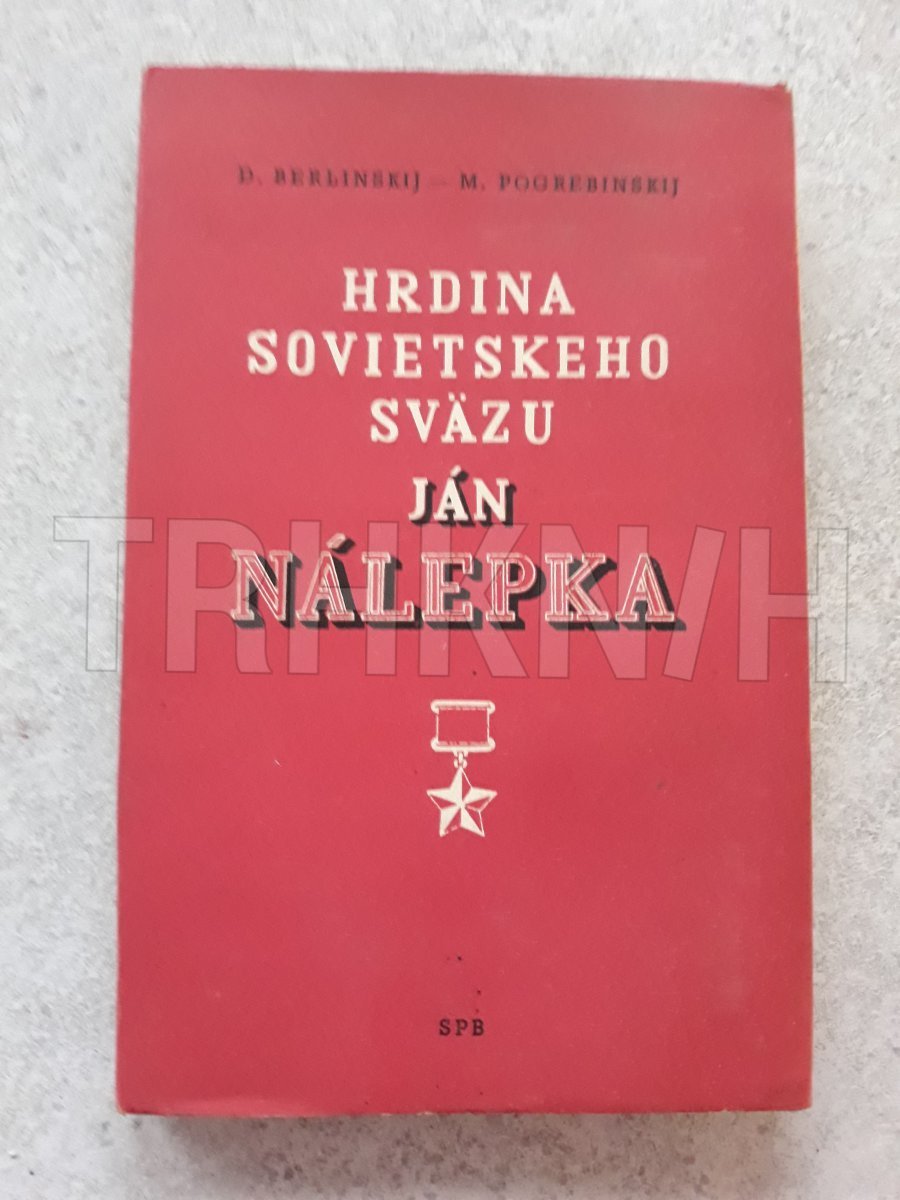 D. BERLINSKIJ — M. POGREBINSKIJ
HRDINA
SOVIETSKEHO
SVÄZU
JÁN
NÁLEPKA
TRHKNIH
SPB